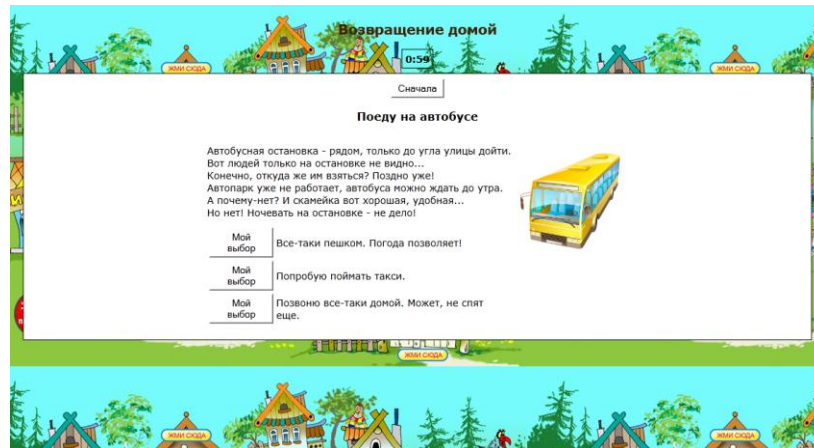 Возвращение домой
ЖМИ СЮДА
0:59
ЖМИ СЮДА
Сначала
Поеду на автобусе
Автобусная остановка - рядом, только до угла улицы дойти.
Вот людей только на остановке не видно...
Конечно, откуда же им взяться? Поздно уже!
Автопарк уже не работает, автобуса можно ждать до утра.
А почему-нет? И скамейка вот хорошая, удобная...
Но нет! Ночевать на остановке - не дело!
Мой
выбор
Все-таки пешком. Погода позволяет!
Мой
выбор
Попробую поймать такси.
Мой
выбор
Позвоню все-таки домой. Может, не спят
еще.
ЖМИ СЮДА
ЖМИ СЮДА
ЖМИ СЮДА